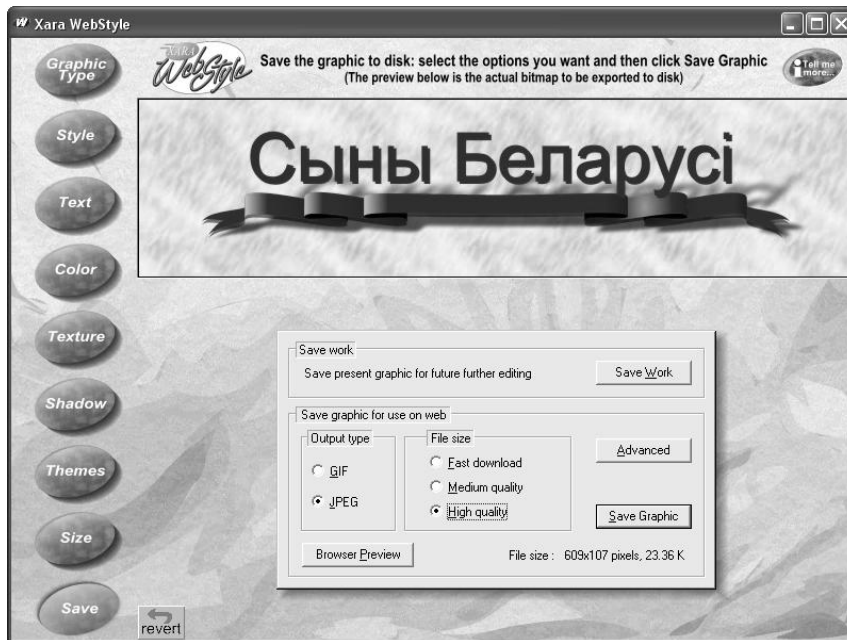 Xara WebStyle
Graphic Type
Style
Text
Color
Texture
Shadow
Themes
Size
Save
XARA WebStyle
Save the graphic to disk: select the options you want and then click Save Graphic
(The preview below is the actual bitmap to be exported to disk)
i Tell me more...
Сыны Беларусі
Save work
Save present graphic for future further editing
Save Work
Save graphic for use on web
Output type
GIF
JPEG
File size
Fast download
Medium quality
High quality
Advanced
Save Graphic
Browser Preview
File size : 609x107 pixels, 23.36 K
revert